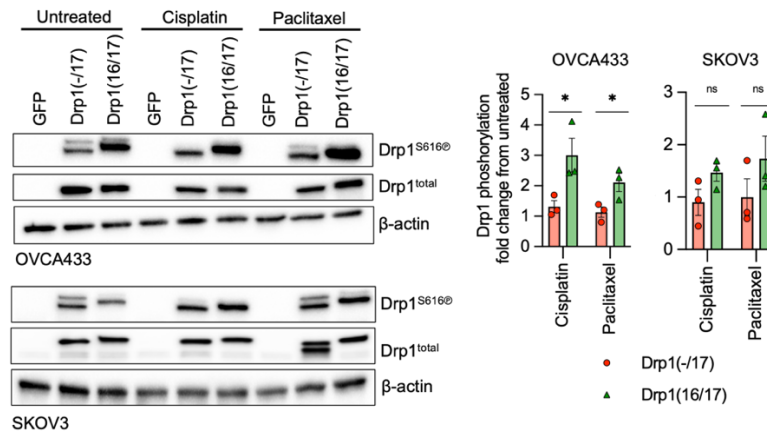 Untreated Cisplatin Paclitaxel
GFP Drp1(-/17) Drp1(16/17) GFP Drp1(-/17) Drp1(16/17) GFP Drp1(-/17) Drp1(16/17)
Drp1S616℗
Drp1total
β-actin
OVCA433
Drp1S616℗
Drp1total
β-actin
SKOV3
OVCA433
Drp1 phoshorylation
fold change from untreated
5
4
3
2
1
0
* *
Cisplatin Paclitaxel
SKOV3
3
2
1
0
ns ns
Cisplatin Paclitaxel
Drp1(-/17)
Drp1(16/17)